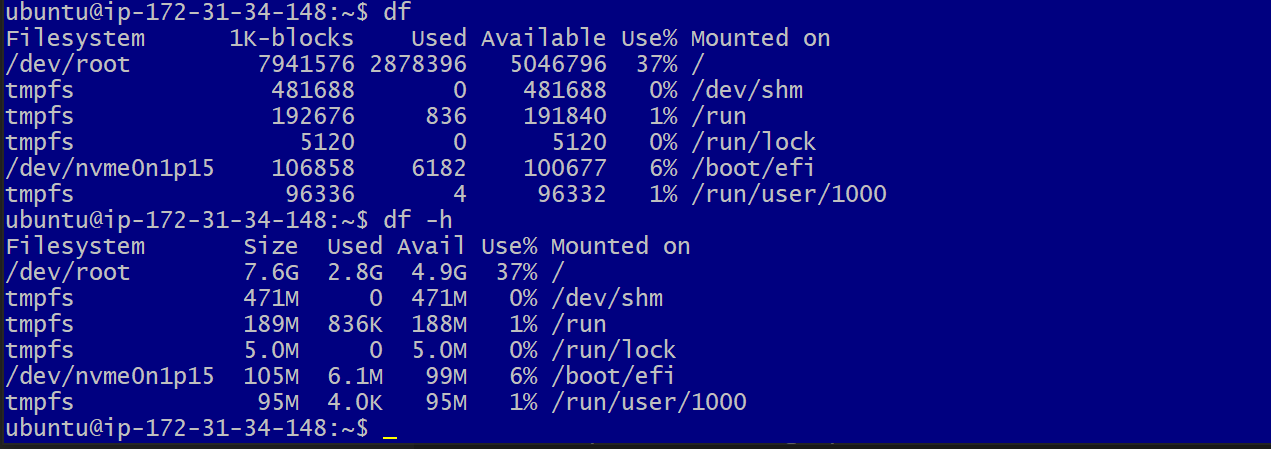 ubuntu@ip-172-31-34-148:~$ df
Filesystem      1K-blocks    Used Available Use% Mounted on
/dev/root         7941576 2878396   5046796  37% /
tmpfs              481688       0    481688   0% /dev/shm
tmpfs              192676     836    191840   1% /run
tmpfs                5120       0      5120   0% /run/lock
/dev/nvme0n1p15    106858    6182    100677   6% /boot/efi
tmpfs               96336       4     96332   1% /run/user/1000
ubuntu@ip-172-31-34-148:~$ df -h
Filesystem       Size  Used Avail Use% Mounted on
/dev/root        7.6G  2.8G  4.9G  37% /
tmpfs            471M     0  471M   0% /dev/shm
tmpfs            189M  836K  188M   1% /run
tmpfs            5.0M     0  5.0M   0% /run/lock
/dev/nvme0n1p15  105M  6.1M   99M   6% /boot/efi
tmpfs             95M  4.0K   95M   1% /run/user/1000
ubuntu@ip-172-31-34-148:~$ _